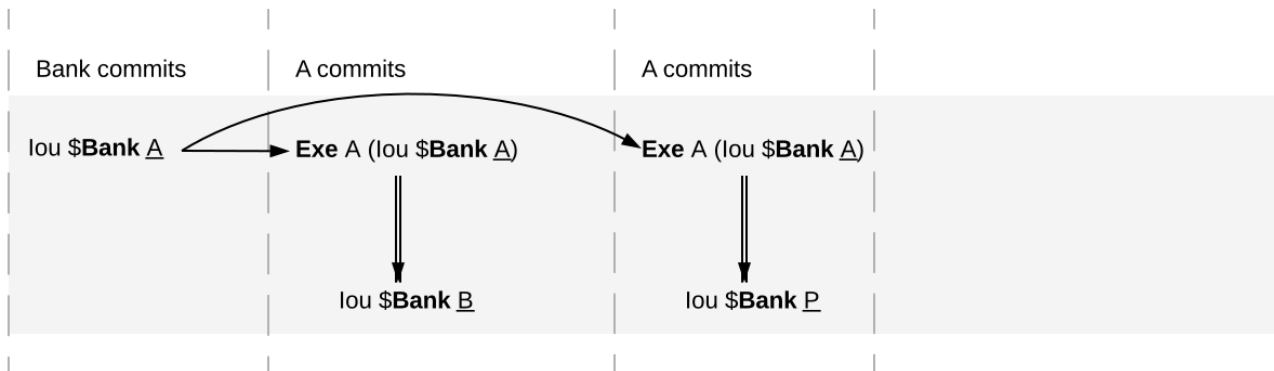 Bank commits
A commits
A commits
Iou $Bank A
Exe A (Iou $Bank A)
Exe A (Iou $Bank A)
Iou $Bank B
Iou $Bank P